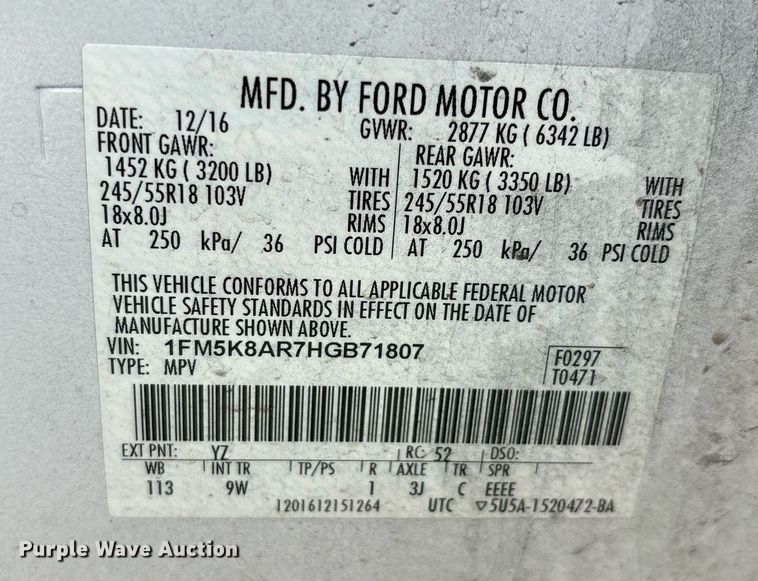 MFD. BY FORD MOTOR CO.
DATE: 12/16 GVWR: 2877 KG ( 6342 LB)
FRONT GAWR: REAR GAWR:
1452 KG ( 3200 LB) WITH 1520 KG ( 3350 LB) WITH
245/55R18 103V TIRES 245/55R18 103V TIRES
18x8.0J RIMS 18x8.0J RIMS
AT 250 kPa/ 36 PSI COLD AT 250 kPa/ 36 PSI COLD
THIS VEHICLE CONFORMS TO ALL APPLICABLE FEDERAL MOTOR
VEHICLE SAFETY STANDARDS IN EFFECT ON THE DATE OF
MANUFACTURE SHOWN ABOVE.
VIN: 1FM5K8AR7HGB71807 F0297
TYPE: MPV T0471
EXT PNT: YZ RC: 52 DSO:
WB INT TR TP/PS R AXLE TR SPR
113 9W 1 3J C EEEE
1201612151264 UTC ▽5U5A-1520472-BA
Purple Wave Auction